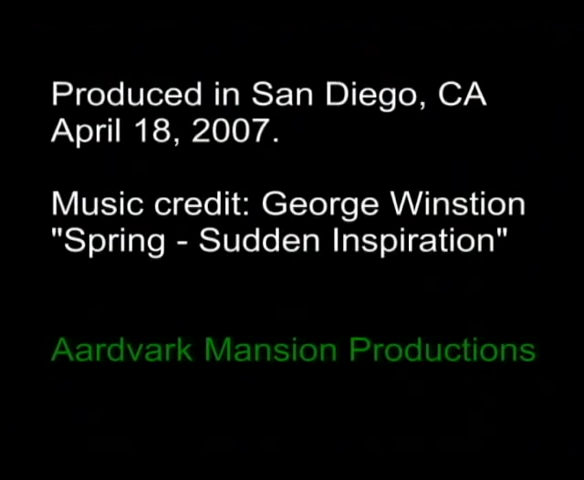 Produced in San Diego, CA
April 18, 2007.
Music credit: George Winstion
"Spring - Sudden Inspiration"
Aardvark Mansion Productions